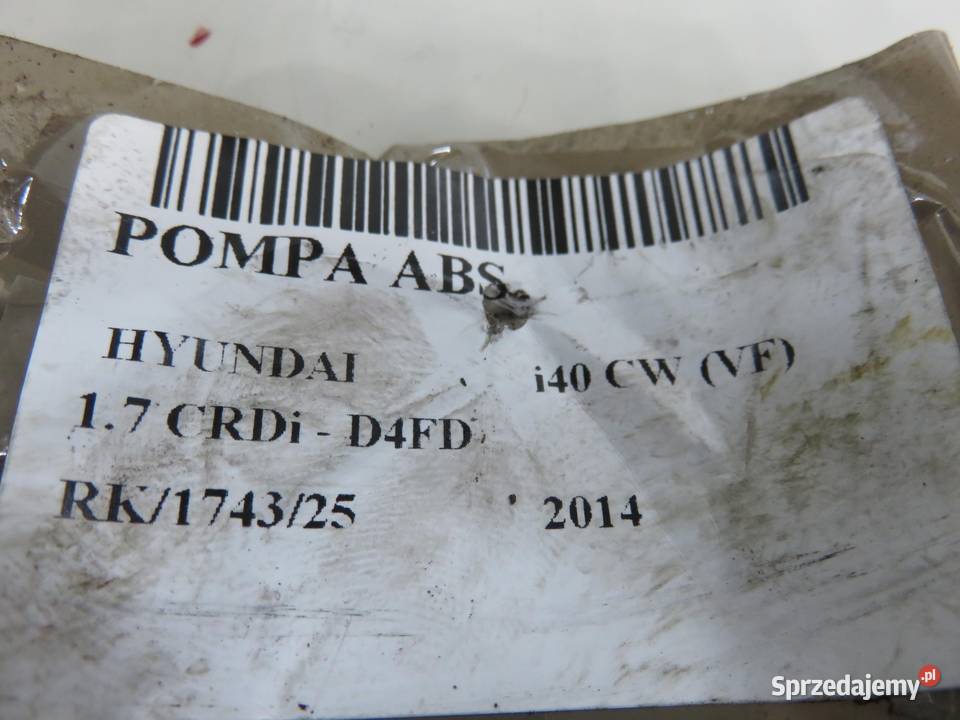 POMPA ABS
HYUNDAI i40 CW (VF)
1.7 CRDi - D4FD
RK/1743/25 2014
Sprzedajemy.pl